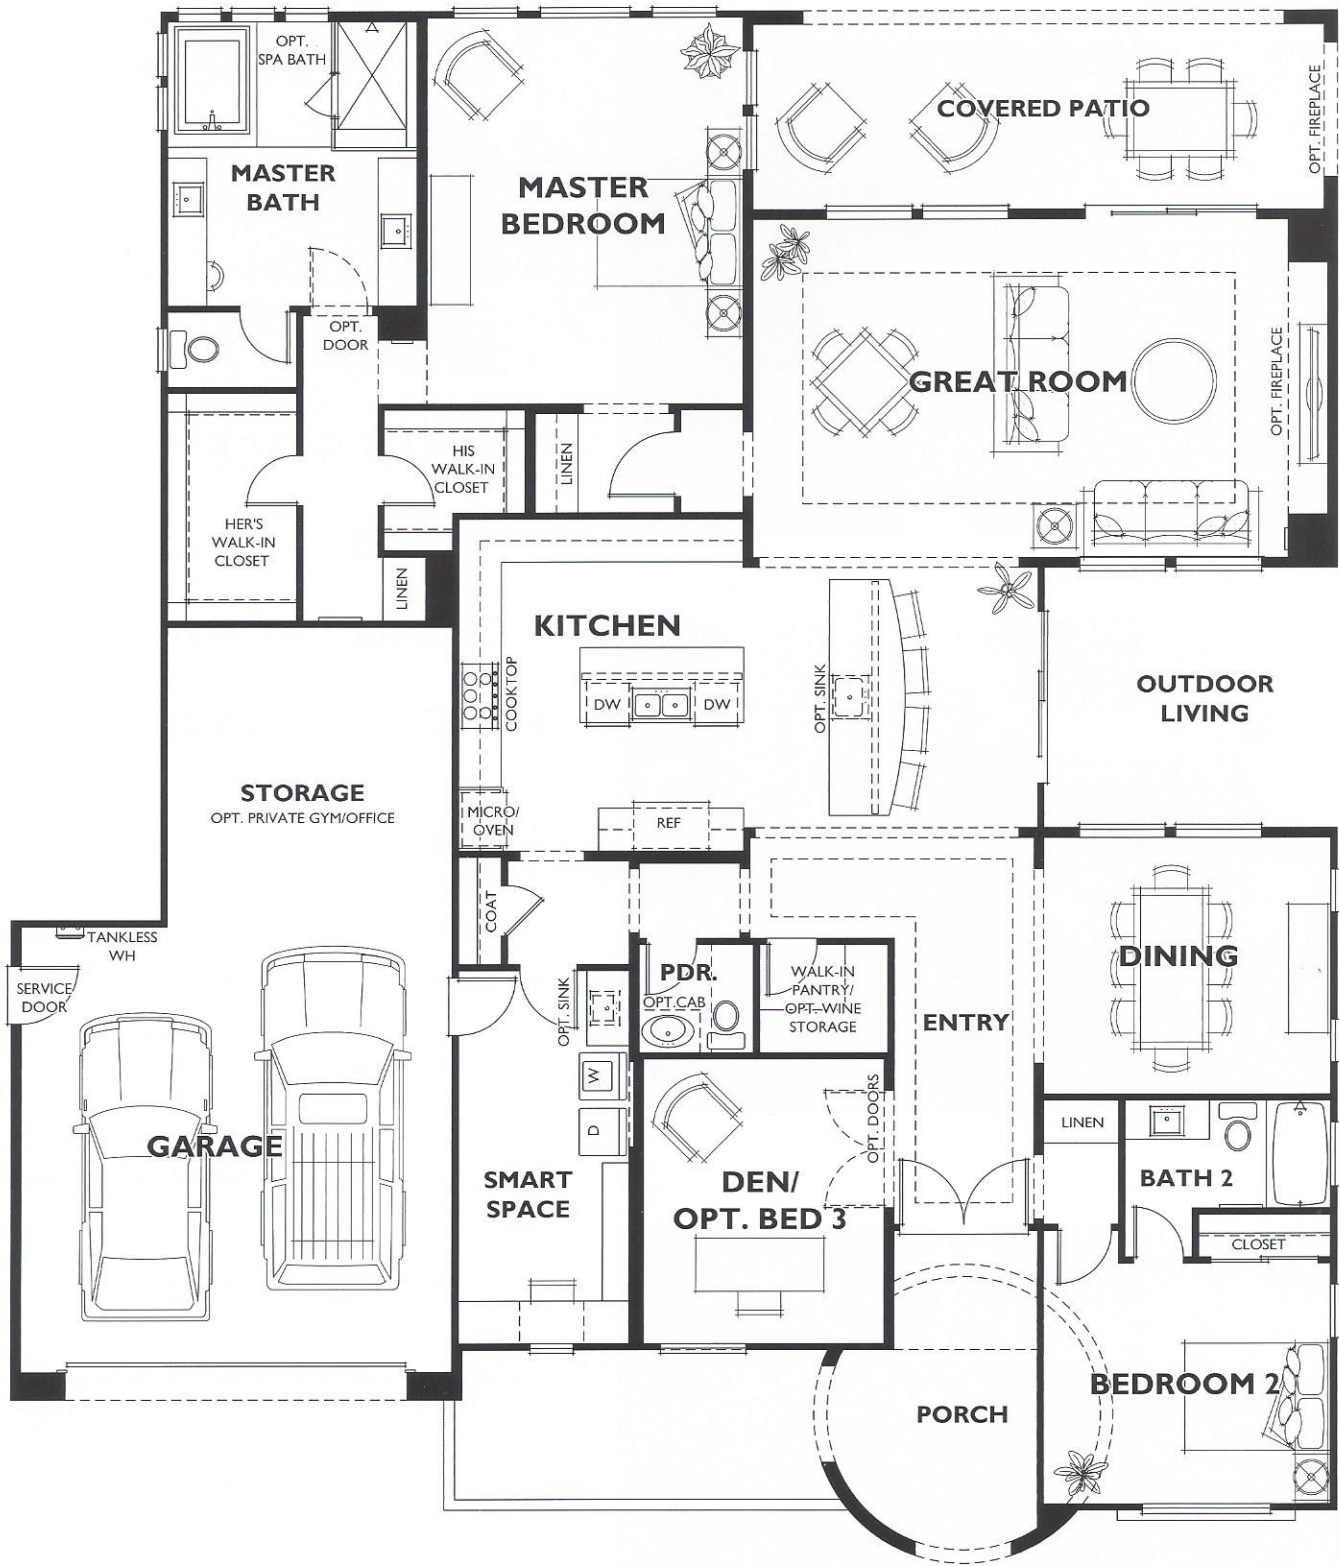 OPT.
SPA BATH
MASTER
BATH
MASTER
BEDROOM
COVERED PATIO
OPT. FIREPLACE
OPT.
DOOR
GREAT ROOM
OPT. FIREPLACE
HIS
WALK-IN
CLOSET
LINEN
HER'S
WALK-IN
CLOSET
LINEN
KITCHEN
COOKTOP
DW
DW
OPT. SINK
OUTDOOR
LIVING
STORAGE
OPT. PRIVATE GYM/OFFICE
MICRO/
OVEN
REF
COAT
TANKLESS
WH
SERVICE
DOOR
OPT. SINK
PDR.
OPT.CAB
WALK-IN
PANTRY/
OPT. WINE
STORAGE
ENTRY
DINING
W
D
OPT. DOORS
LINEN
GARAGE
SMART
SPACE
DEN/
OPT. BED 3
BATH 2
CLOSET
BEDROOM 2
PORCH